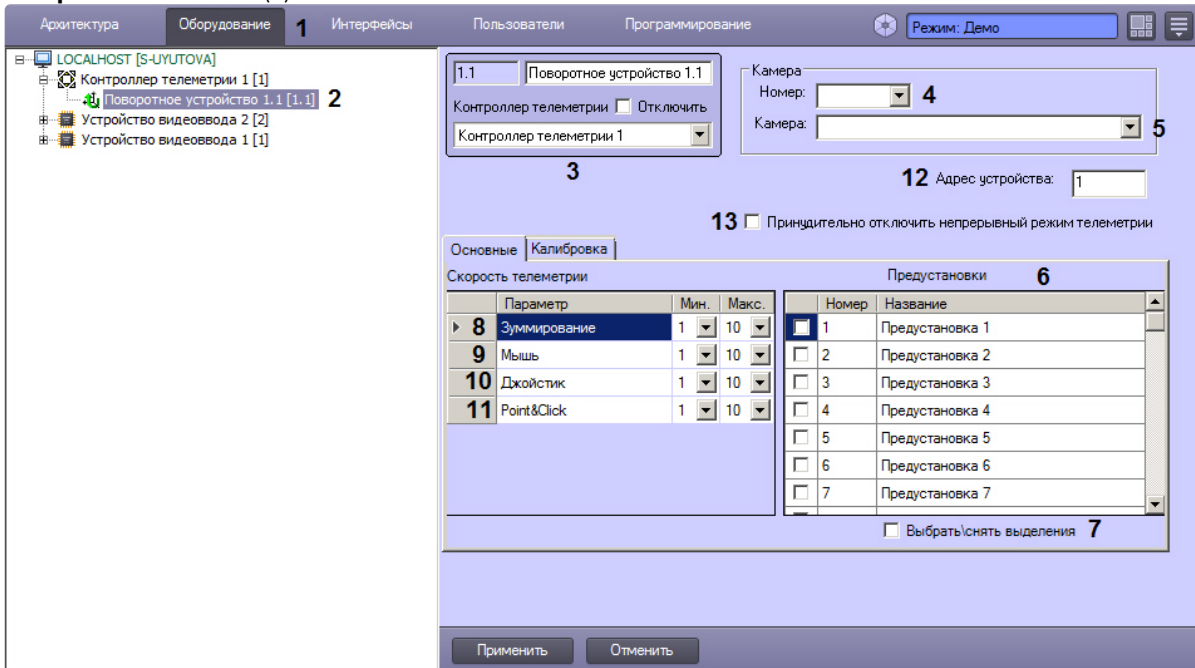 Архитектура Оборудование 1 Интерфейсы Пользователи Программирование Режим: Демо
LOCALHOST [S-UYUTOVA]
Контроллер телеметрии 1 [1]
Поворотное устройство 1.1 [1.1] 2
Устройство видеоввода 2 [2]
Устройство видеоввода 1 [1]
1.1 Поворотное устройство 1.1
Контроллер телеметрии Отключить
Контроллер телеметрии 1
3
Камера
Номер: 4
Камера: 5
12 Адрес устройства: 1
13 Принудительно отключить непрерывный режим телеметрии
Основные Калибровка
Скорость телеметрии
Параметр Мин. Макс.
8 Зуммирование 1 10
9 Мышь 1 10
10 Джойстик 1 10
11 Point&Click 1 10
Предустановки 6
Номер Название
1 Предустановка 1
2 Предустановка 2
3 Предустановка 3
4 Предустановка 4
5 Предустановка 5
6 Предустановка 6
7 Предустановка 7
Выбрать\снять выделения 7
Применить Отменить